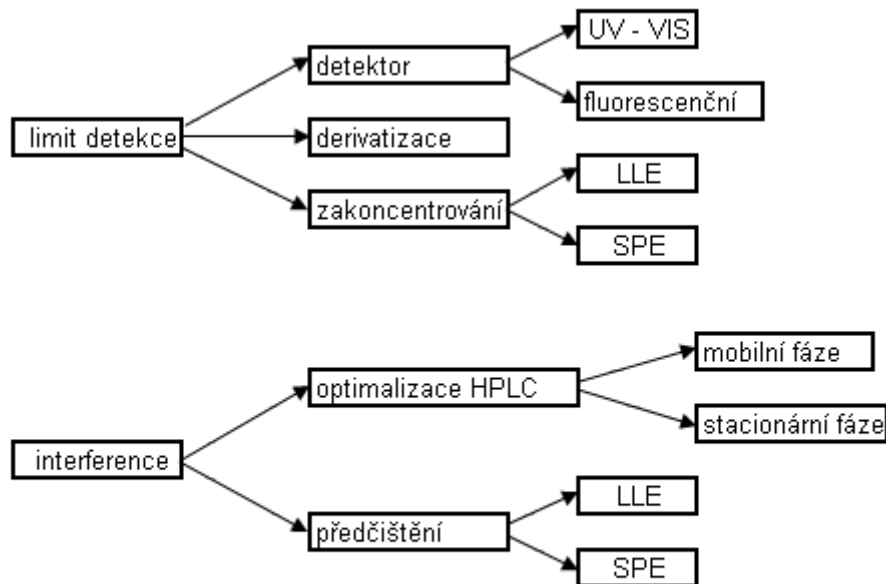 UV - VIS
detektor
fluorescenční
limit detekce
derivatizace
LLE
zakoncentrování
SPE
mobilní fáze
optimalizace HPLC
stacionární fáze
interference
LLE
předčištění
SPE